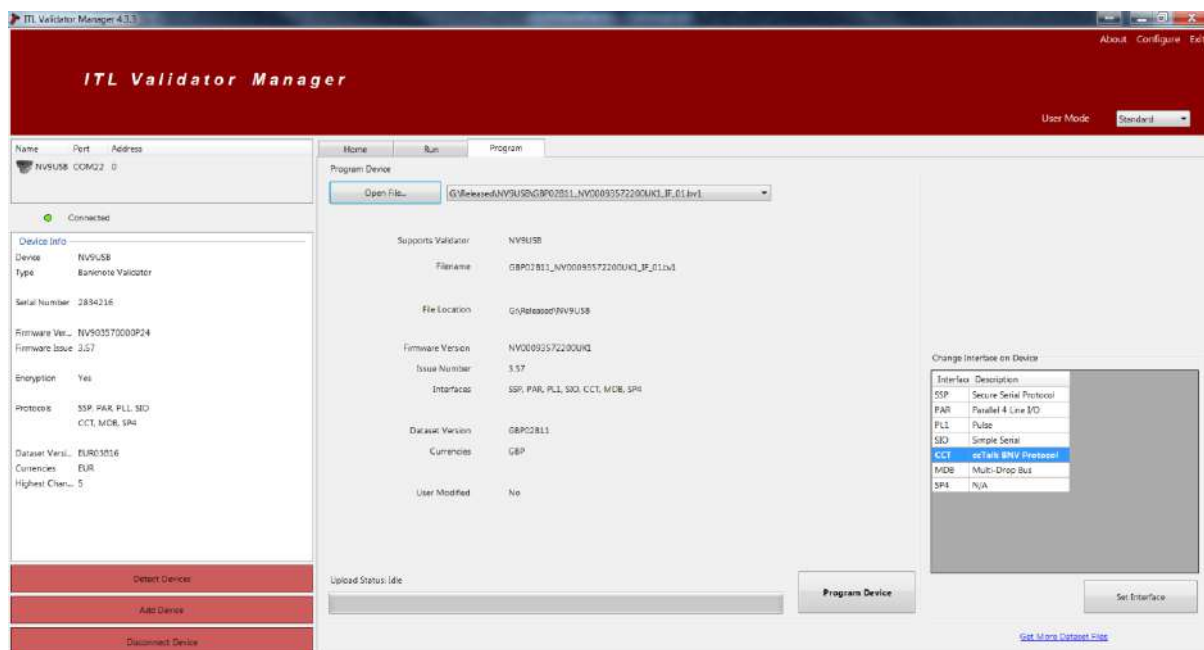 ITL Validator Manager 4.3.3
About Configure Exit
ITL Validator Manager
User Mode Standard
Name Port Address
NV9USB COM22 0
Connected
Device Info
Device NV9USB
Type Banknote Validator
Serial Number 2834216
Firmware Ver... NV903570000P24
Firmware Issue 3.57
Encryption Yes
Protocols SSP, PAR, PL1, SIO
CCT, MDB, SP4
Dataset Versi... EUR03816
Currencies EUR
Highest Chan... 5
Detect Devices
Add Device
Disconnect Device
Home Run Program
Program Device
Open File... G:\Released\NV9USB\GBP02811_NV00093572200UK1_IF_01.bv1
Supports Validator NV9USB
Filename GBP02811_NV00093572200UK1_IF_01.bv1
File Location G:\Released\NV9USB
Firmware Version NV00093572200UK1
Issue Number 3.57
Interfaces SSP, PAR, PL1, SIO, CCT, MDB, SP4
Dataset Version GBP02811
Currencies GBP
User Modified No
Upload Status: Idle
Program Device
Change Interface on Device
Interface Description
SSP Secure Serial Protocol
PAR Parallel 4 Line I/O
PL1 Pulse
SIO Simple Serial
CCT ccTalk BNV Protocol
MDB Multi-Drop Bus
SP4 N/A
Set Interface
Get More Dataset Files